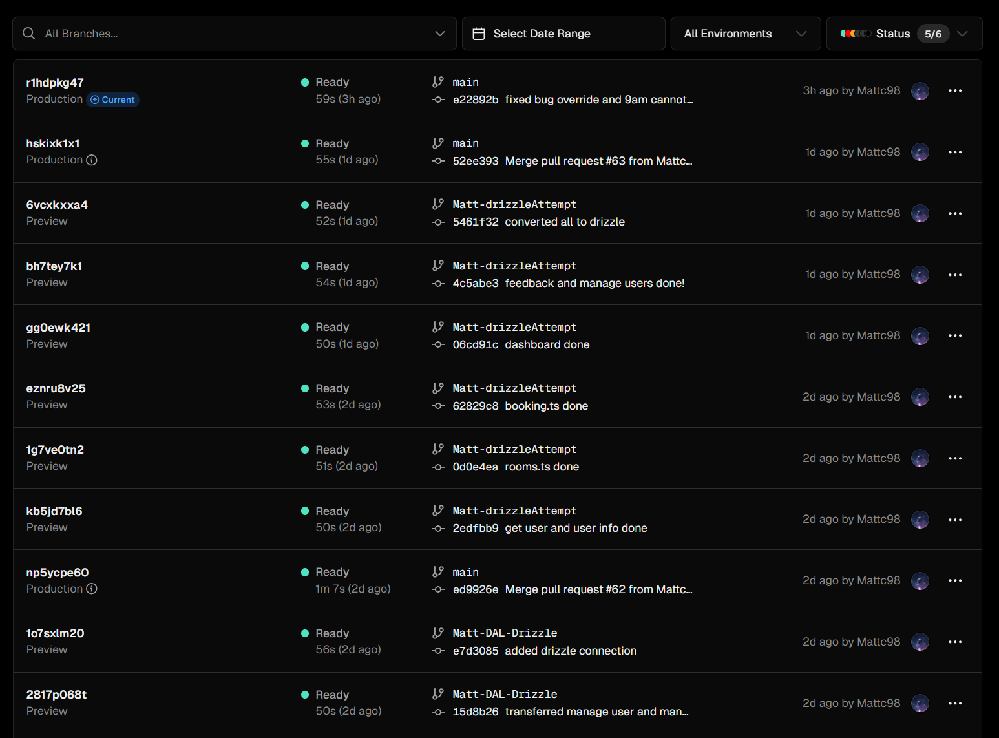 All Branches...
Select Date Range
All Environments
Status 5/6
r1hdpkg47
Production Current
Ready
59s (3h ago)
main
e22892b fixed bug override and 9am cannot...
3h ago by Mattc98
hskixk1x1
Production
Ready
55s (1d ago)
main
52ee393 Merge pull request #63 from Mattc...
1d ago by Mattc98
6vcxkxxa4
Preview
Ready
52s (1d ago)
Matt-drizzleAttempt
5461f32 converted all to drizzle
1d ago by Mattc98
bh7tey7k1
Preview
Ready
54s (1d ago)
Matt-drizzleAttempt
4c5abe3 feedback and manage users done!
1d ago by Mattc98
gg0ewk421
Preview
Ready
50s (1d ago)
Matt-drizzleAttempt
06cd91c dashboard done
1d ago by Mattc98
eznru8v25
Preview
Ready
53s (2d ago)
Matt-drizzleAttempt
62829c8 booking.ts done
2d ago by Mattc98
1g7ve0tn2
Preview
Ready
51s (2d ago)
Matt-drizzleAttempt
0d0e4ea rooms.ts done
2d ago by Mattc98
kb5jd7bl6
Preview
Ready
50s (2d ago)
Matt-drizzleAttempt
2edfbb9 get user and user info done
2d ago by Mattc98
np5ycpe60
Production
Ready
1m 7s (2d ago)
main
ed9926e Merge pull request #62 from Mattc...
2d ago by Mattc98
1o7sxlm20
Preview
Ready
56s (2d ago)
Matt-DAL-Drizzle
e7d3085 added drizzle connection
2d ago by Mattc98
2817p068t
Preview
Ready
50s (2d ago)
Matt-DAL-Drizzle
15d8b26 transferred manage user and man...
2d ago by Mattc98